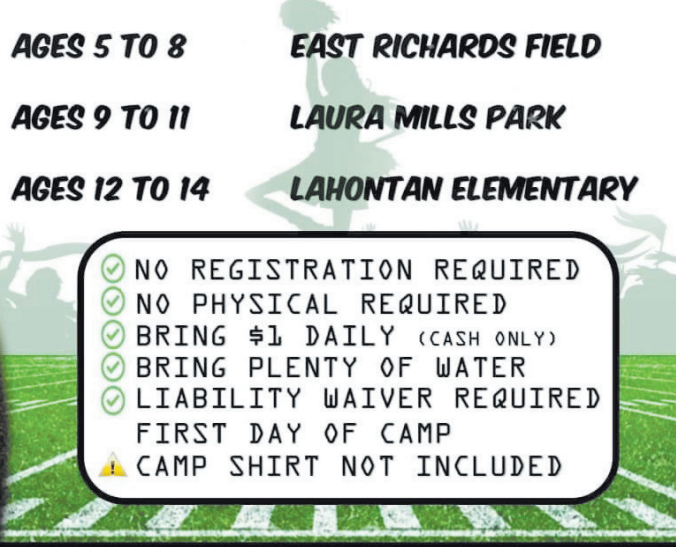 AGES 5 TO 8 EAST RICHARDS FIELD
AGES 9 TO 11 LAURA MILLS PARK
AGES 12 TO 14 LAHONTAN ELEMENTARY
NO REGISTRATION REQUIRED
NO PHYSICAL REQUIRED
BRING $1 DAILY (CASH ONLY)
BRING PLENTY OF WATER
LIABILITY WAIVER REQUIRED
FIRST DAY OF CAMP
CAMP SHIRT NOT INCLUDED